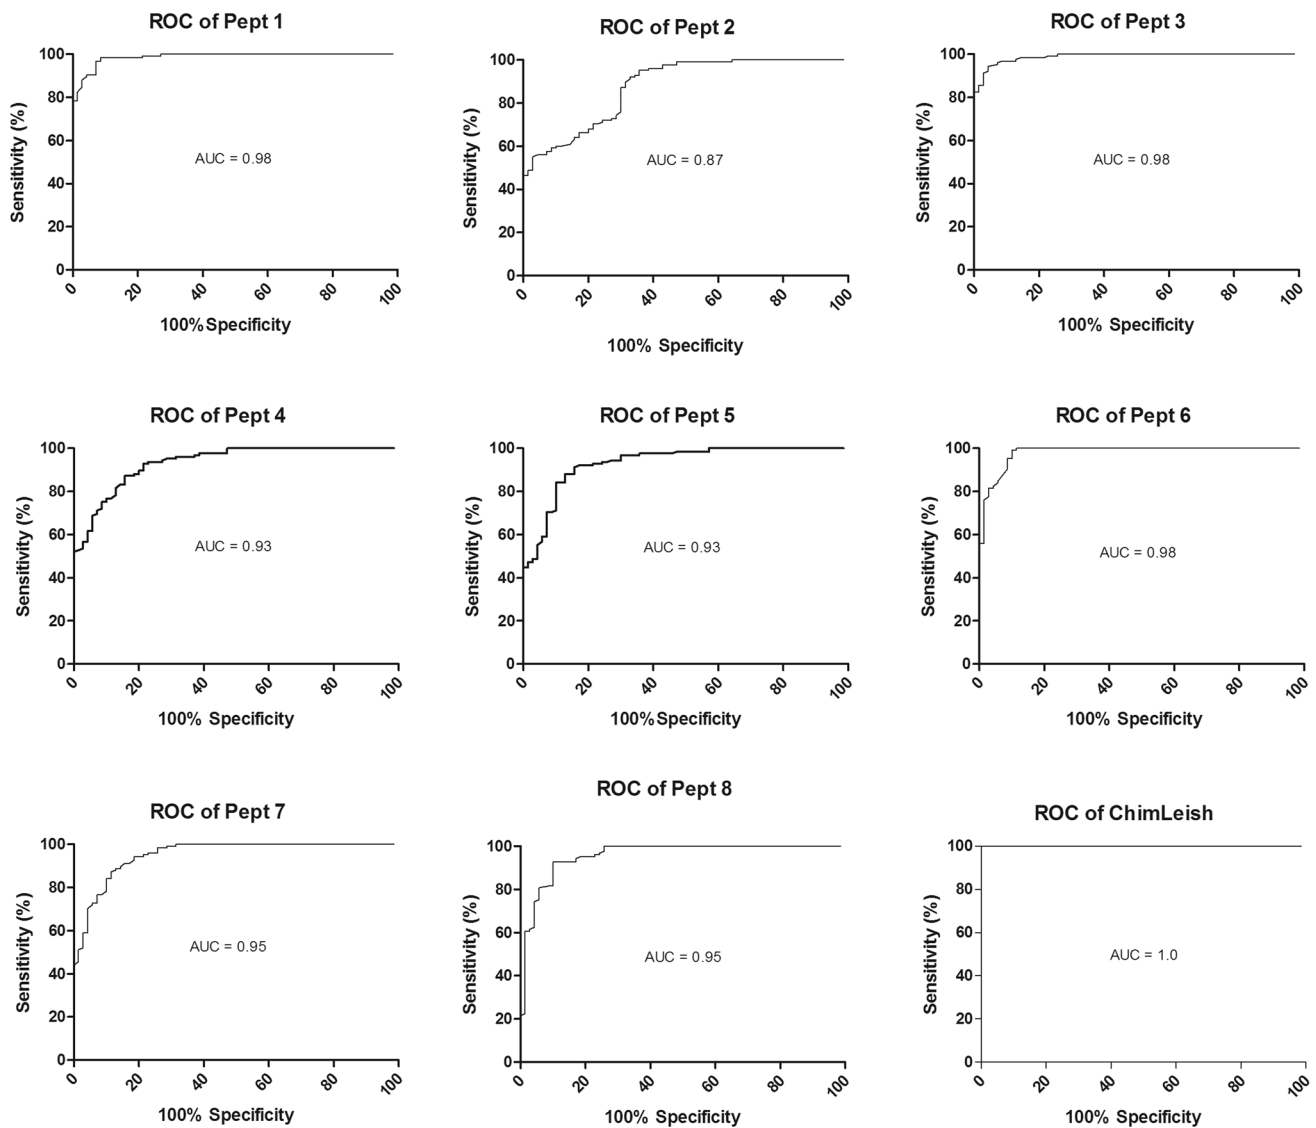 ROC of Pept 1
100
80
60
40
20
0
Sensitivity (%)
AUC = 0.98
0 20 40 60 80 100
100%Specificity
ROC of Pept 2
100
80
60
40
20
0
Sensitivity (%)
AUC = 0.87
0 20 40 60 80 100
100% Specificity
ROC of Pept 3
100
80
60
40
20
0
Sensitivity (%)
AUC = 0.98
0 20 40 60 80 100
100% Specificity
ROC of Pept 4
100
80
60
40
20
0
Sensitivity (%)
AUC = 0.93
0 20 40 60 80 100
100% Specificity
ROC of Pept 5
100
80
60
40
20
0
Sensitivity (%)
AUC = 0.93
0 20 40 60 80 100
100%Specificity
ROC of Pept 6
100
80
60
40
20
0
Sensitivity (%)
AUC = 0.98
0 20 40 60 80 100
100% Specificity
ROC of Pept 7
100
80
60
40
20
0
Sensitivity (%)
AUC = 0.95
0 20 40 60 80 100
100% Specificity
ROC of Pept 8
100
80
60
40
20
0
Sensitivity (%)
AUC = 0.95
0 20 40 60 80 100
100% Specificity
ROC of ChimLeish
100
80
60
40
20
0
Sensitivity (%)
AUC = 1.0
0 20 40 60 80 100
100% Specificity